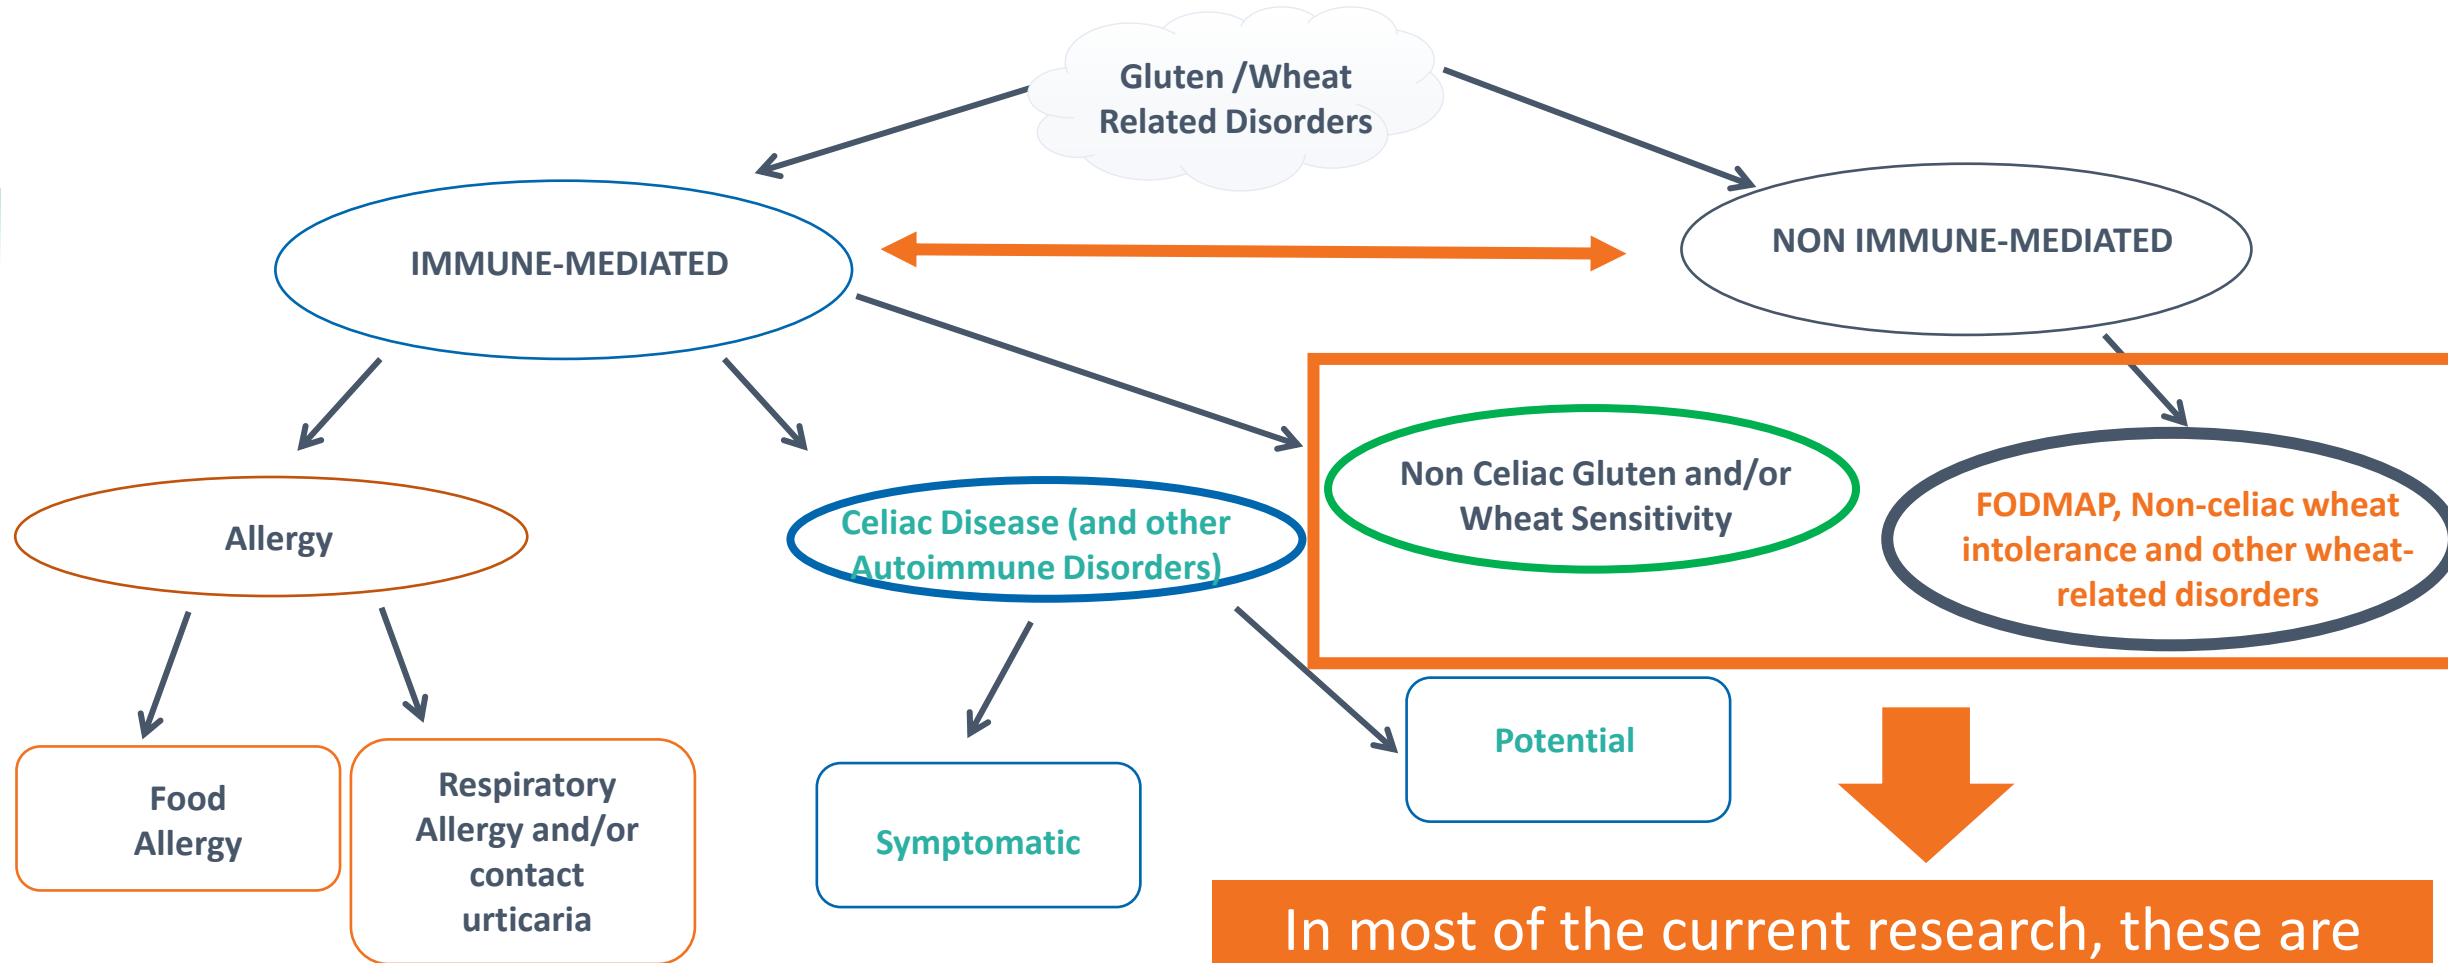 Gluten /Wheat
Related Disorders
IMMUNE-MEDIATED
NON IMMUNE-MEDIATED
Allergy
Celiac Disease (and other
Autoimmune Disorders)
Non Celiac Gluten and/or
Wheat Sensitivity
FODMAP, Non-celiac wheat
intolerance and other wheat-
related disorders
Food
Allergy
Respiratory
Allergy and/or
contact
urticaria
Symptomatic
Potential
In most of the current research, these are